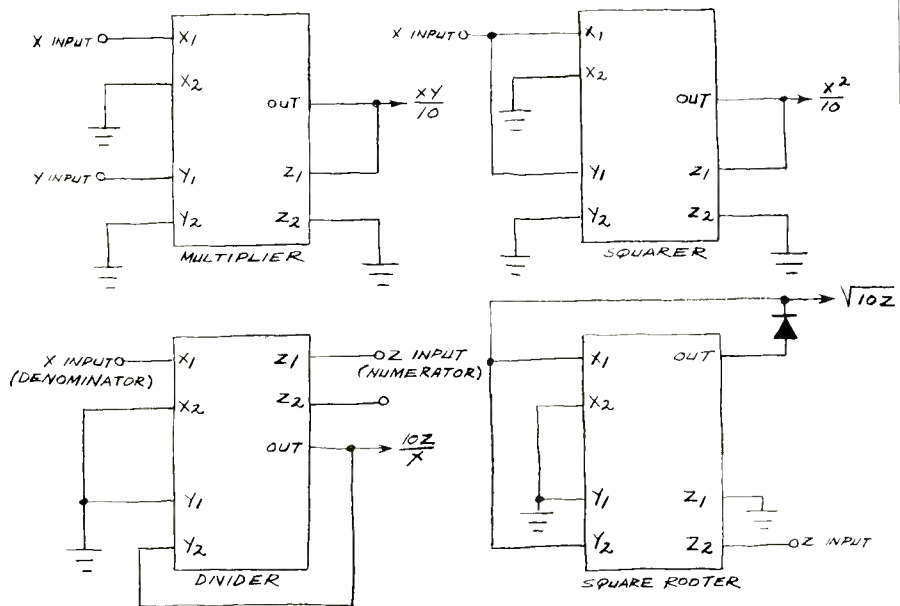 X INPUT
X1
X2
Y INPUT
Y1
Y2
OUT
Z1
Z2
XY/10
MULTIPLIER
X INPUT
X1
X2
Y1
Y2
OUT
Z1
Z2
X²/10
SQUARER
X INPUT
(DENOMINATOR)
X1
X2
Y1
Y2
Z1
Z2
OUT
Z INPUT
(NUMERATOR)
10Z/X
DIVIDER
X1
X2
Y1
Y2
OUT
Z1
Z2
√10Z
Z INPUT
SQUARE ROOTER